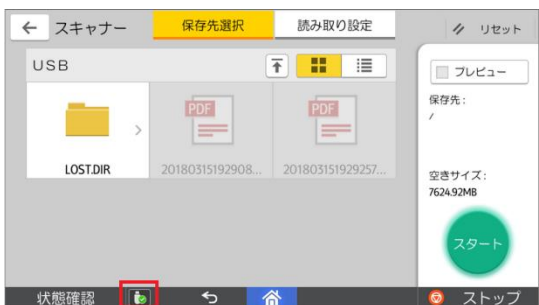 スキャナー
保存先選択
読み取り設定
リセット
USB
プレビュー
保存先：
/
PDF
PDF
LOST.DIR
20180315192908...
20180315192925​7...
空きサイズ：
7624.92MB
スタート
状態確認
ストップ